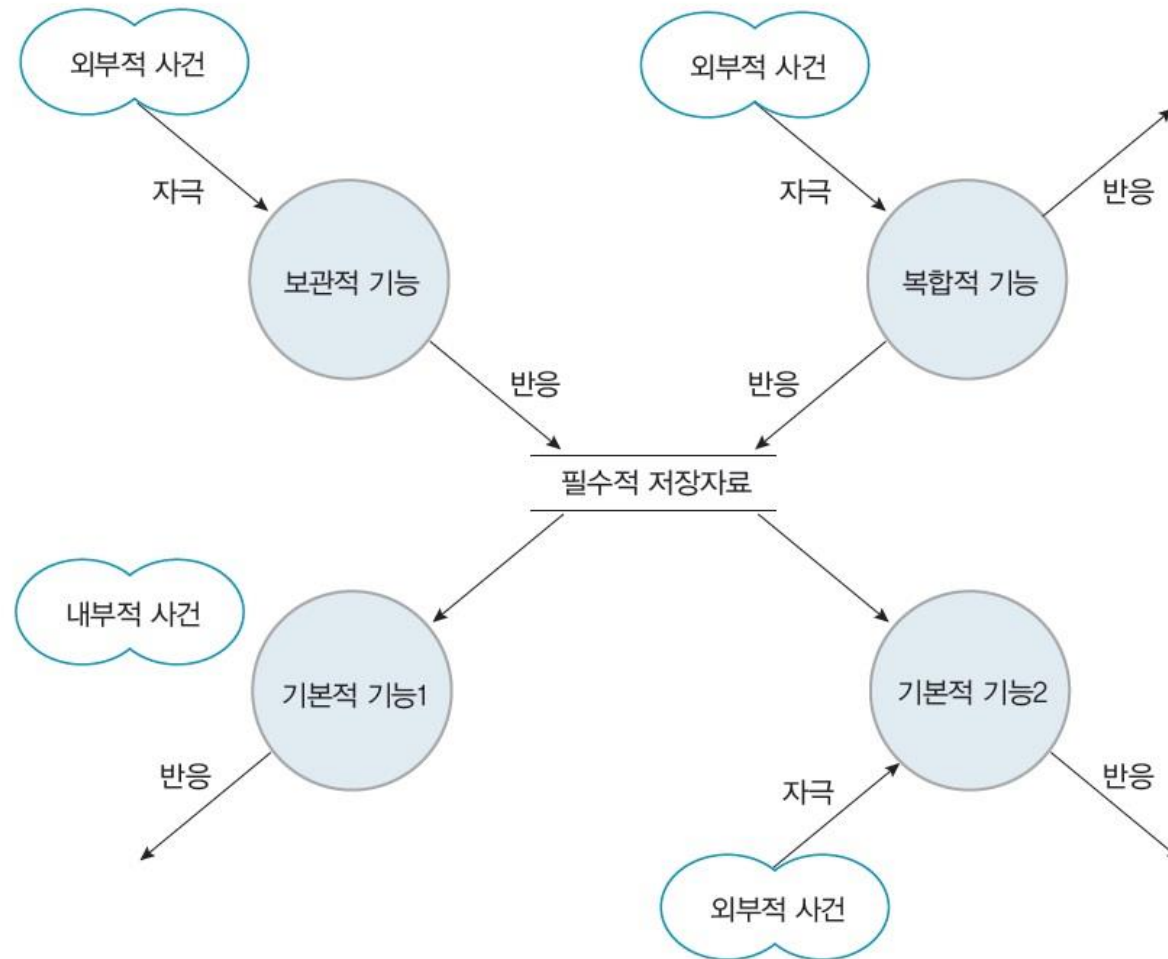 외부적 사건
외부적 사건
자극
자극
반응
보관적 기능
복합적 기능
반응
반응
필수적 저장자료
내부적 사건
기본적 기능1
기본적 기능2
반응
자극
반응
외부적 사건